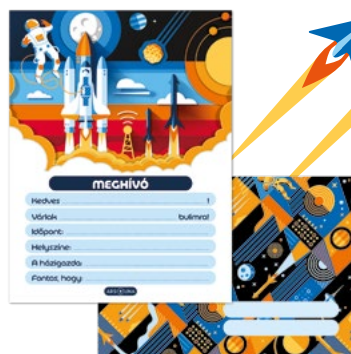 MEGHÍVÓ
Kedves !
Várlak bulimra!
Időpont:
Helyszíne:
A házigazda:
Fontos, hogy: